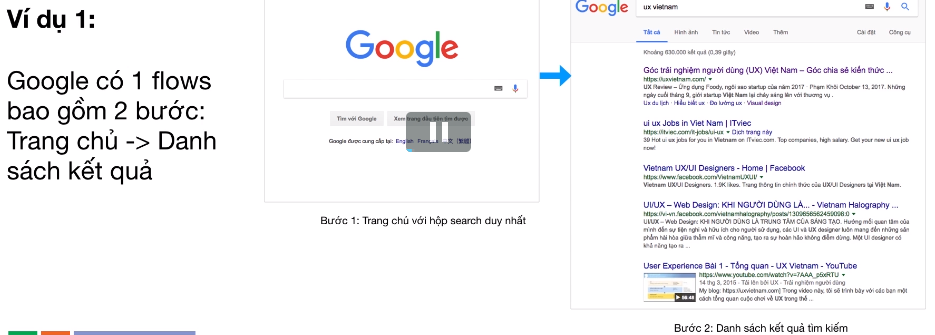 Ví dụ 1:
Google có 1 flows
bao gồm 2 bước:
Trang chủ -> Danh
sách kết quả
Google
Tìm với Google
Xem trang đầu tiên tìm được
Google được cung cấp tại: English Français 中文 (繁體)
Bước 1: Trang chủ với hộp search duy nhất
Google
ux vietnam
Tất cả Hình ảnh Tin tức Video Thêm Cài đặt Công cụ
Khoảng 630.000 kết quả (0,39 giây)
Góc trải nghiệm người dùng (UX) Việt Nam – Góc chia sẻ kiến thức ...
https://uxvietnam.com/
UX Review – Ứng dụng Foody, ngôi sao startup của năm 2017 · Phạm Khôi October 13, 2017. Những
ngày cuối tháng 9, giới startup Việt Nam lại chảy sáng lên với thương vụ .
Ux du lịch · Hiểu biết ux · Đo lường ux · Visual design
ui ux Jobs in Viet Nam | ITviec
https://itviec.com/it-jobs/ui-ux Dịch trang này
39 Hot ui ux jobs for you in Vietnam on ITviec.com. Top companies, high salary. Get your new ui ux job
now!
Vietnam UX/UI Designers - Home | Facebook
https://www.facebook.com/VietnamUXUI/
Vietnam UX/UI Designers. 1.9K likes. Trang thông tin chính thức của UX/UI Designers tại Việt Nam.
UI/UX – Web Design: KHI NGƯỜI DÙNG LÀ... - Vietnam Halography ...
https://vi-vn.facebook.com/vietnamhalography/posts/1309656562459098:0
UI/UX – Web Design: KHI NGƯỜI DÙNG LÀ TRUNG TÂM CỦA SÁNG TẠO. Hướng mối quan tâm của
mình đến sự tiện nghi và hữu ích cho người sử dụng, các UI và UX designer luôn mang đến những sản
phẩm hài hòa giữa thẩm mĩ và công năng, tạo ra sự hoàn hảo không điểm dừng. Một UI designer có
khả năng tạo ra ...
User Experience Bài 1 - Tổng quan - UX Vietnam - YouTube
https://www.youtube.com/watch?v=7AAA_p5xRTU
14 thg 3, 2015 - Tải lên bởi UX - Trải nghiệm người dùng
My blog: https://uxvietnam.com] Trong video này, tôi sẽ trình bày với các bạn một
cách tổng quan cuộc chơi về UX trong thế ...
56:48
Bước 2: Danh sách kết quả tìm kiếm